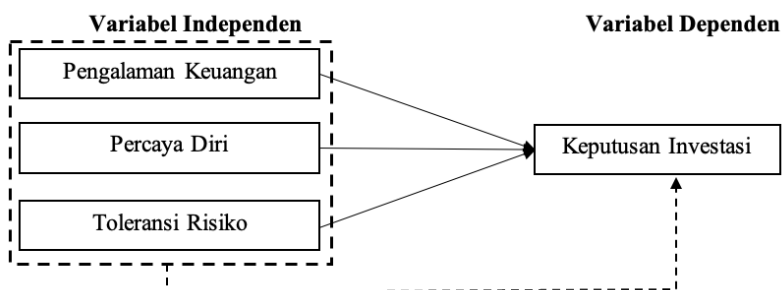 Variabel Independen
Variabel Dependen
Pengalaman Keuangan
Percaya Diri
Keputusan Investasi
Toleransi Risiko